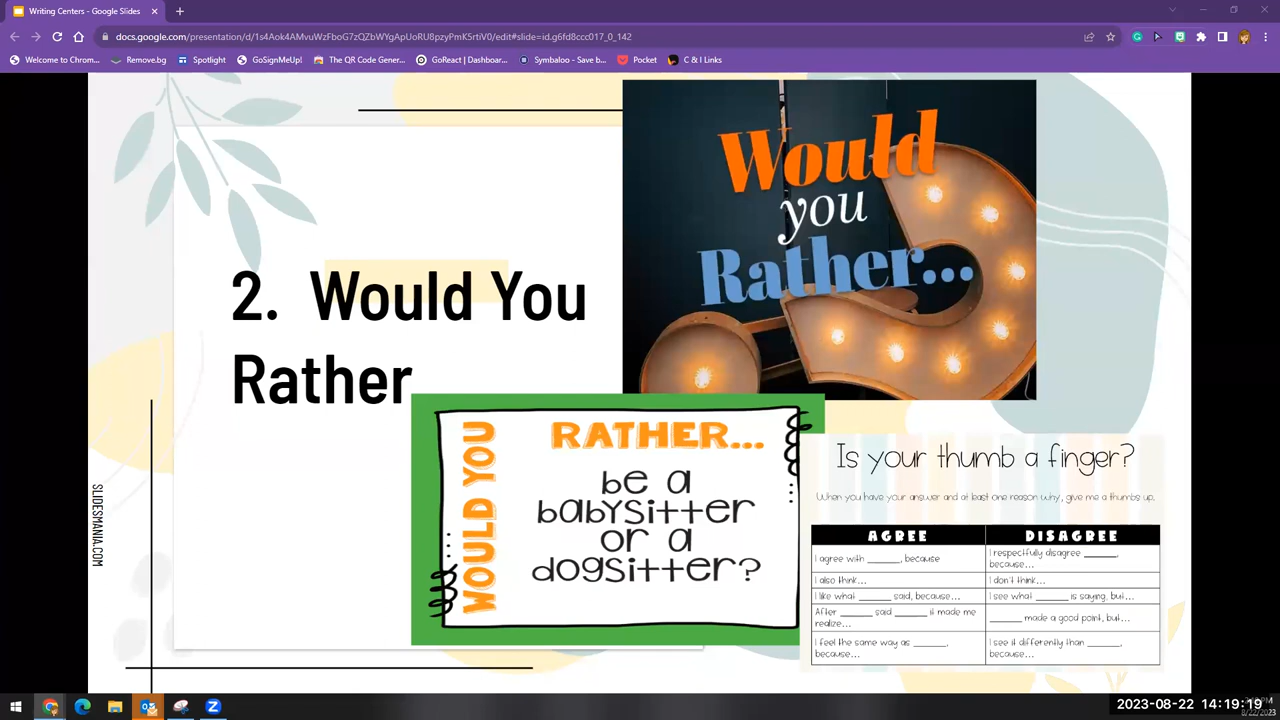 Writing Centers - Google Slides
docs.google.com/presentation/d/1s4Aok4AMvuWzFboG7zQZbWYgApUoRU8pzyPmK5rtiV0/edit#slide=id.g6fd8ccc017_0_142
Welcome to Chrom... Remove.bg Spotlight GoSignMeUp! The QR Code Gener... GoReact | Dashboar... Symbaloo - Save b... Pocket C & I Links
Would
you
Rather...
2. Would You
Rather
WOULD YOU
RATHER...
be a
babysitter
or a
dogsitter?
Is your thumb a finger?
When you have your answer and at least one reason why, give me a thumbs up.
AGREE DISAGREE
I agree with ______, because
I respectfully disagree ______,
because...
I also think...
I don't think...
I like what ______ said, because...
I see what ______ is saying, but...
After ______ said ______ it made me
realize...
______ made a good point, but...
I feel the same way as ______,
because...
I see it differently than ______,
because...
SLIDESMANIA.COM
2023-08-22 14:19:19